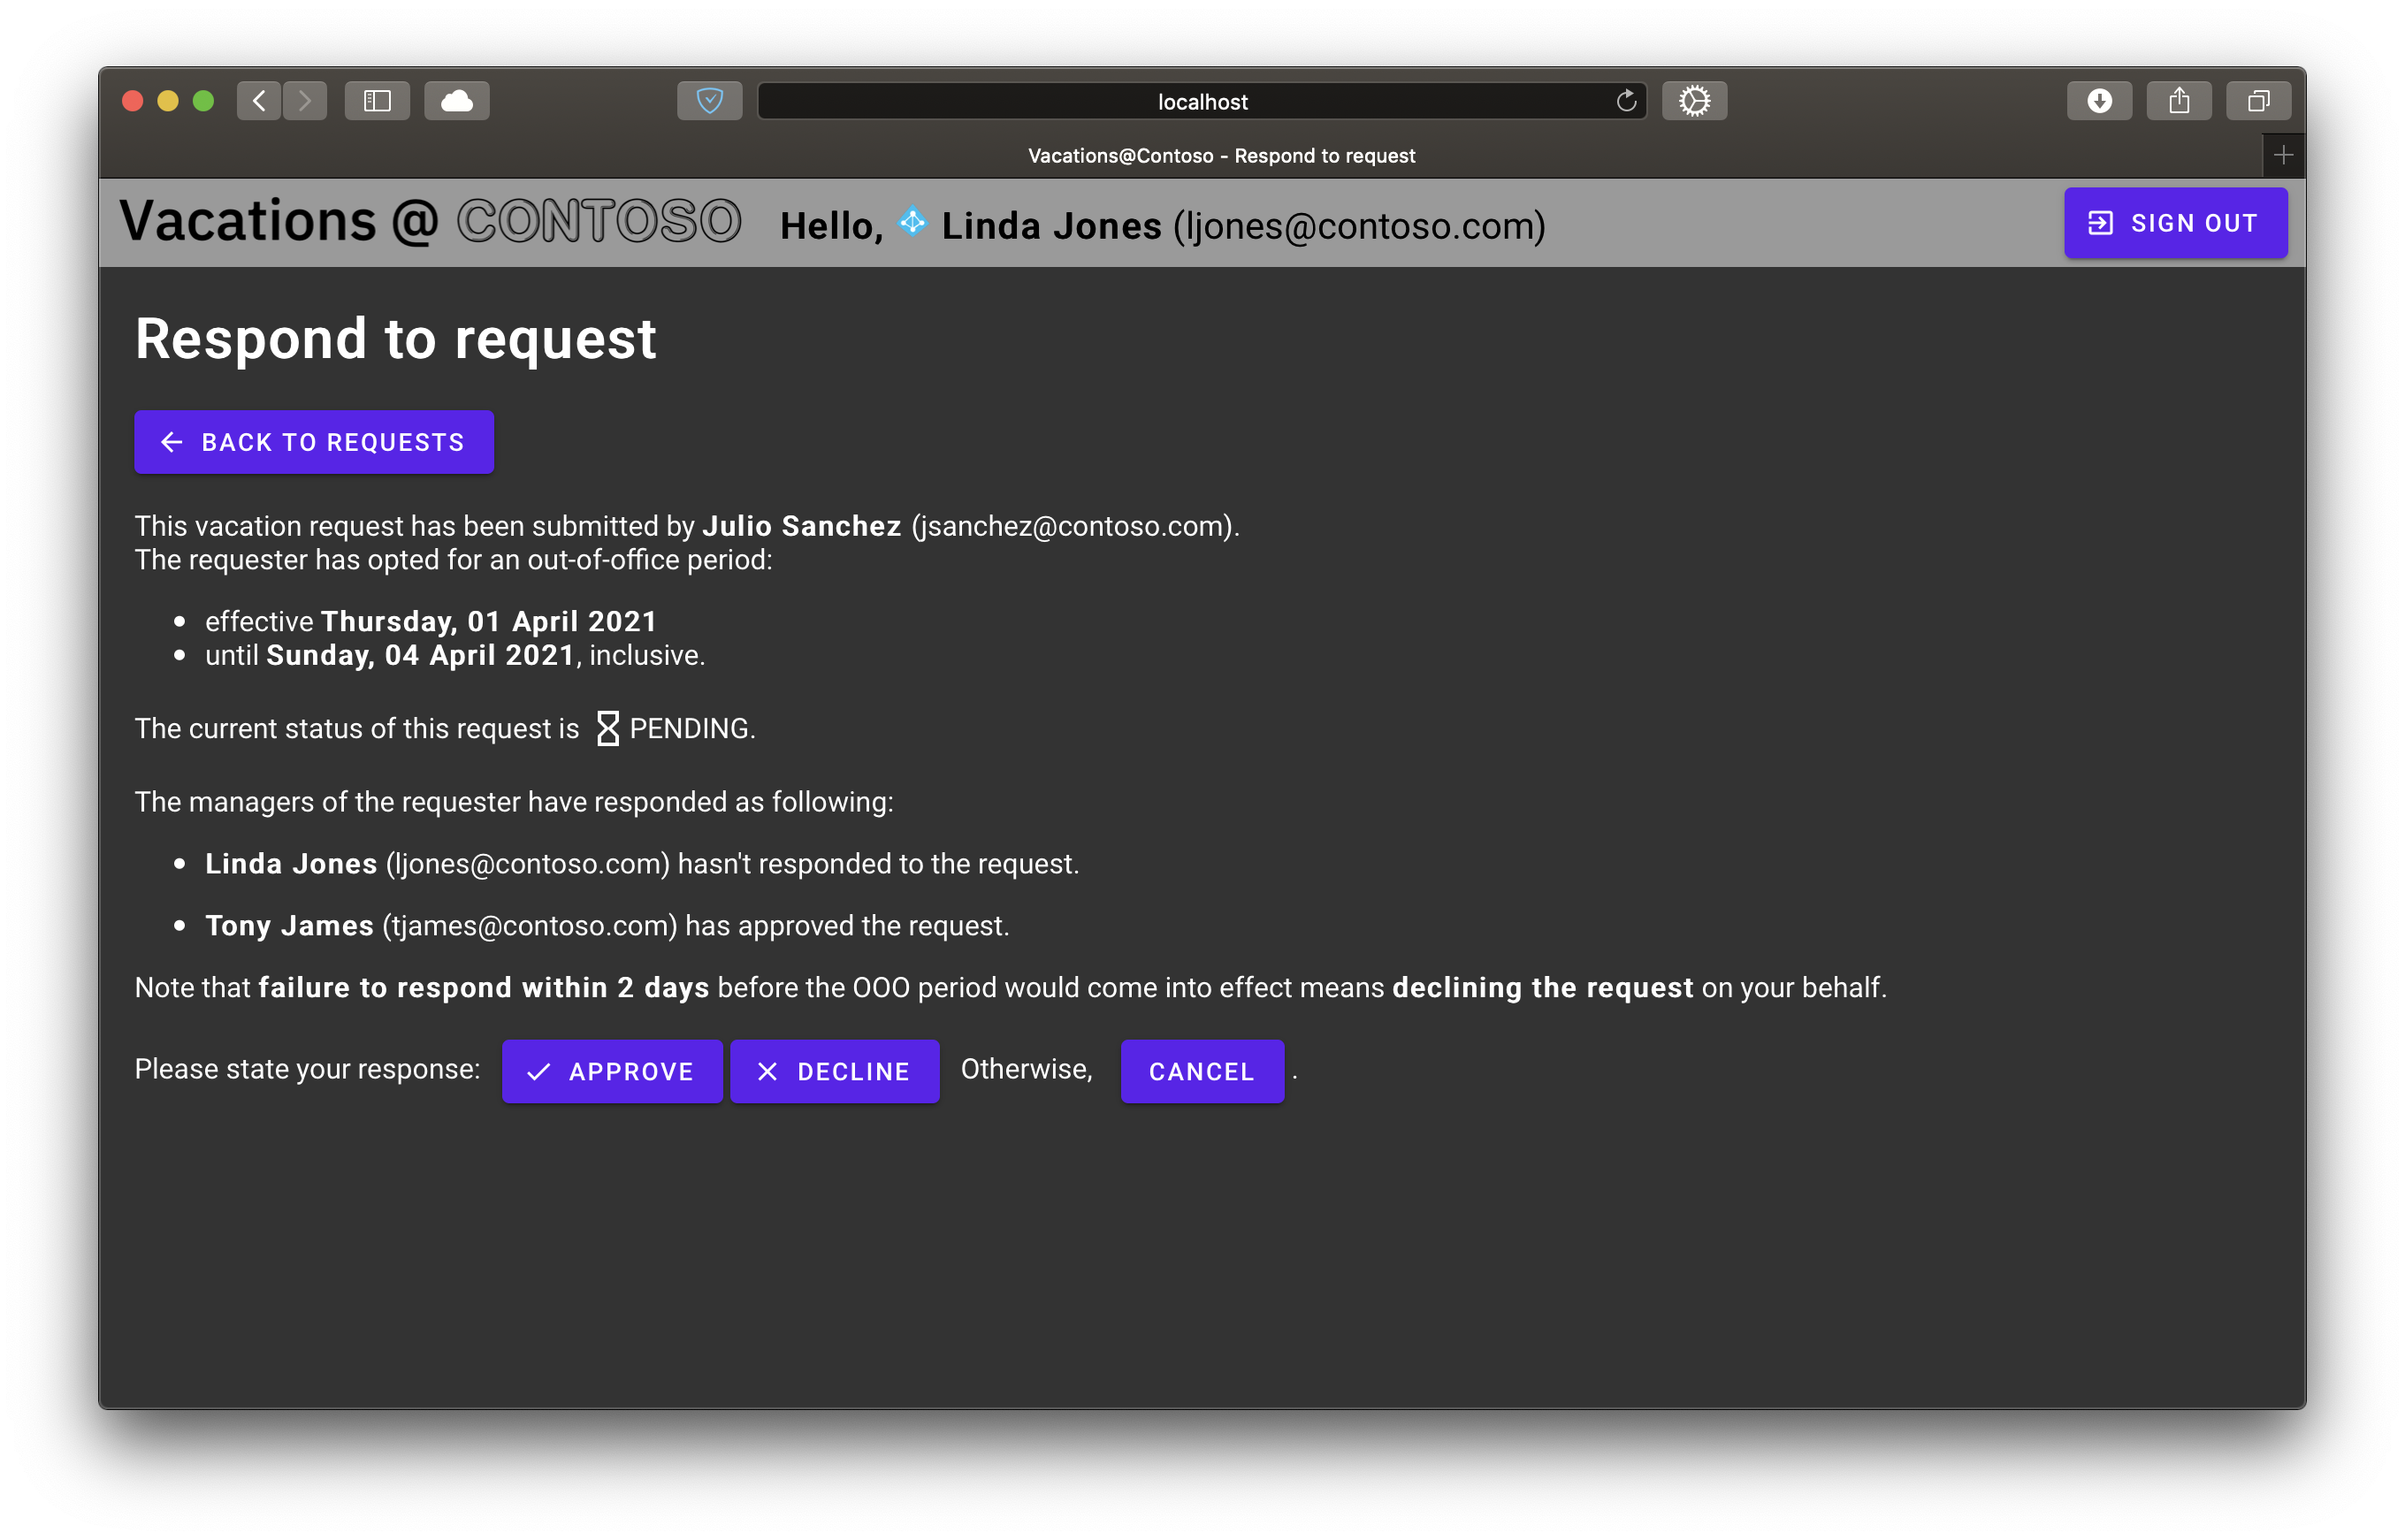 localhost
Vacations@Contoso - Respond to request
Vacations @ CONTOSO Hello, Linda Jones (ljones@contoso.com) SIGN OUT
Respond to request
BACK TO REQUESTS
This vacation request has been submitted by Julio Sanchez (jsanchez@contoso.com).
The requester has opted for an out-of-office period:
• effective Thursday, 01 April 2021
• until Sunday, 04 April 2021, inclusive.
The current status of this request is PENDING.
The managers of the requester have responded as following:
• Linda Jones (ljones@contoso.com) hasn't responded to the request.
• Tony James (tjames@contoso.com) has approved the request.
Note that failure to respond within 2 days before the OOO period would come into effect means declining the request on your behalf.
Please state your response: APPROVE DECLINE Otherwise, CANCEL .